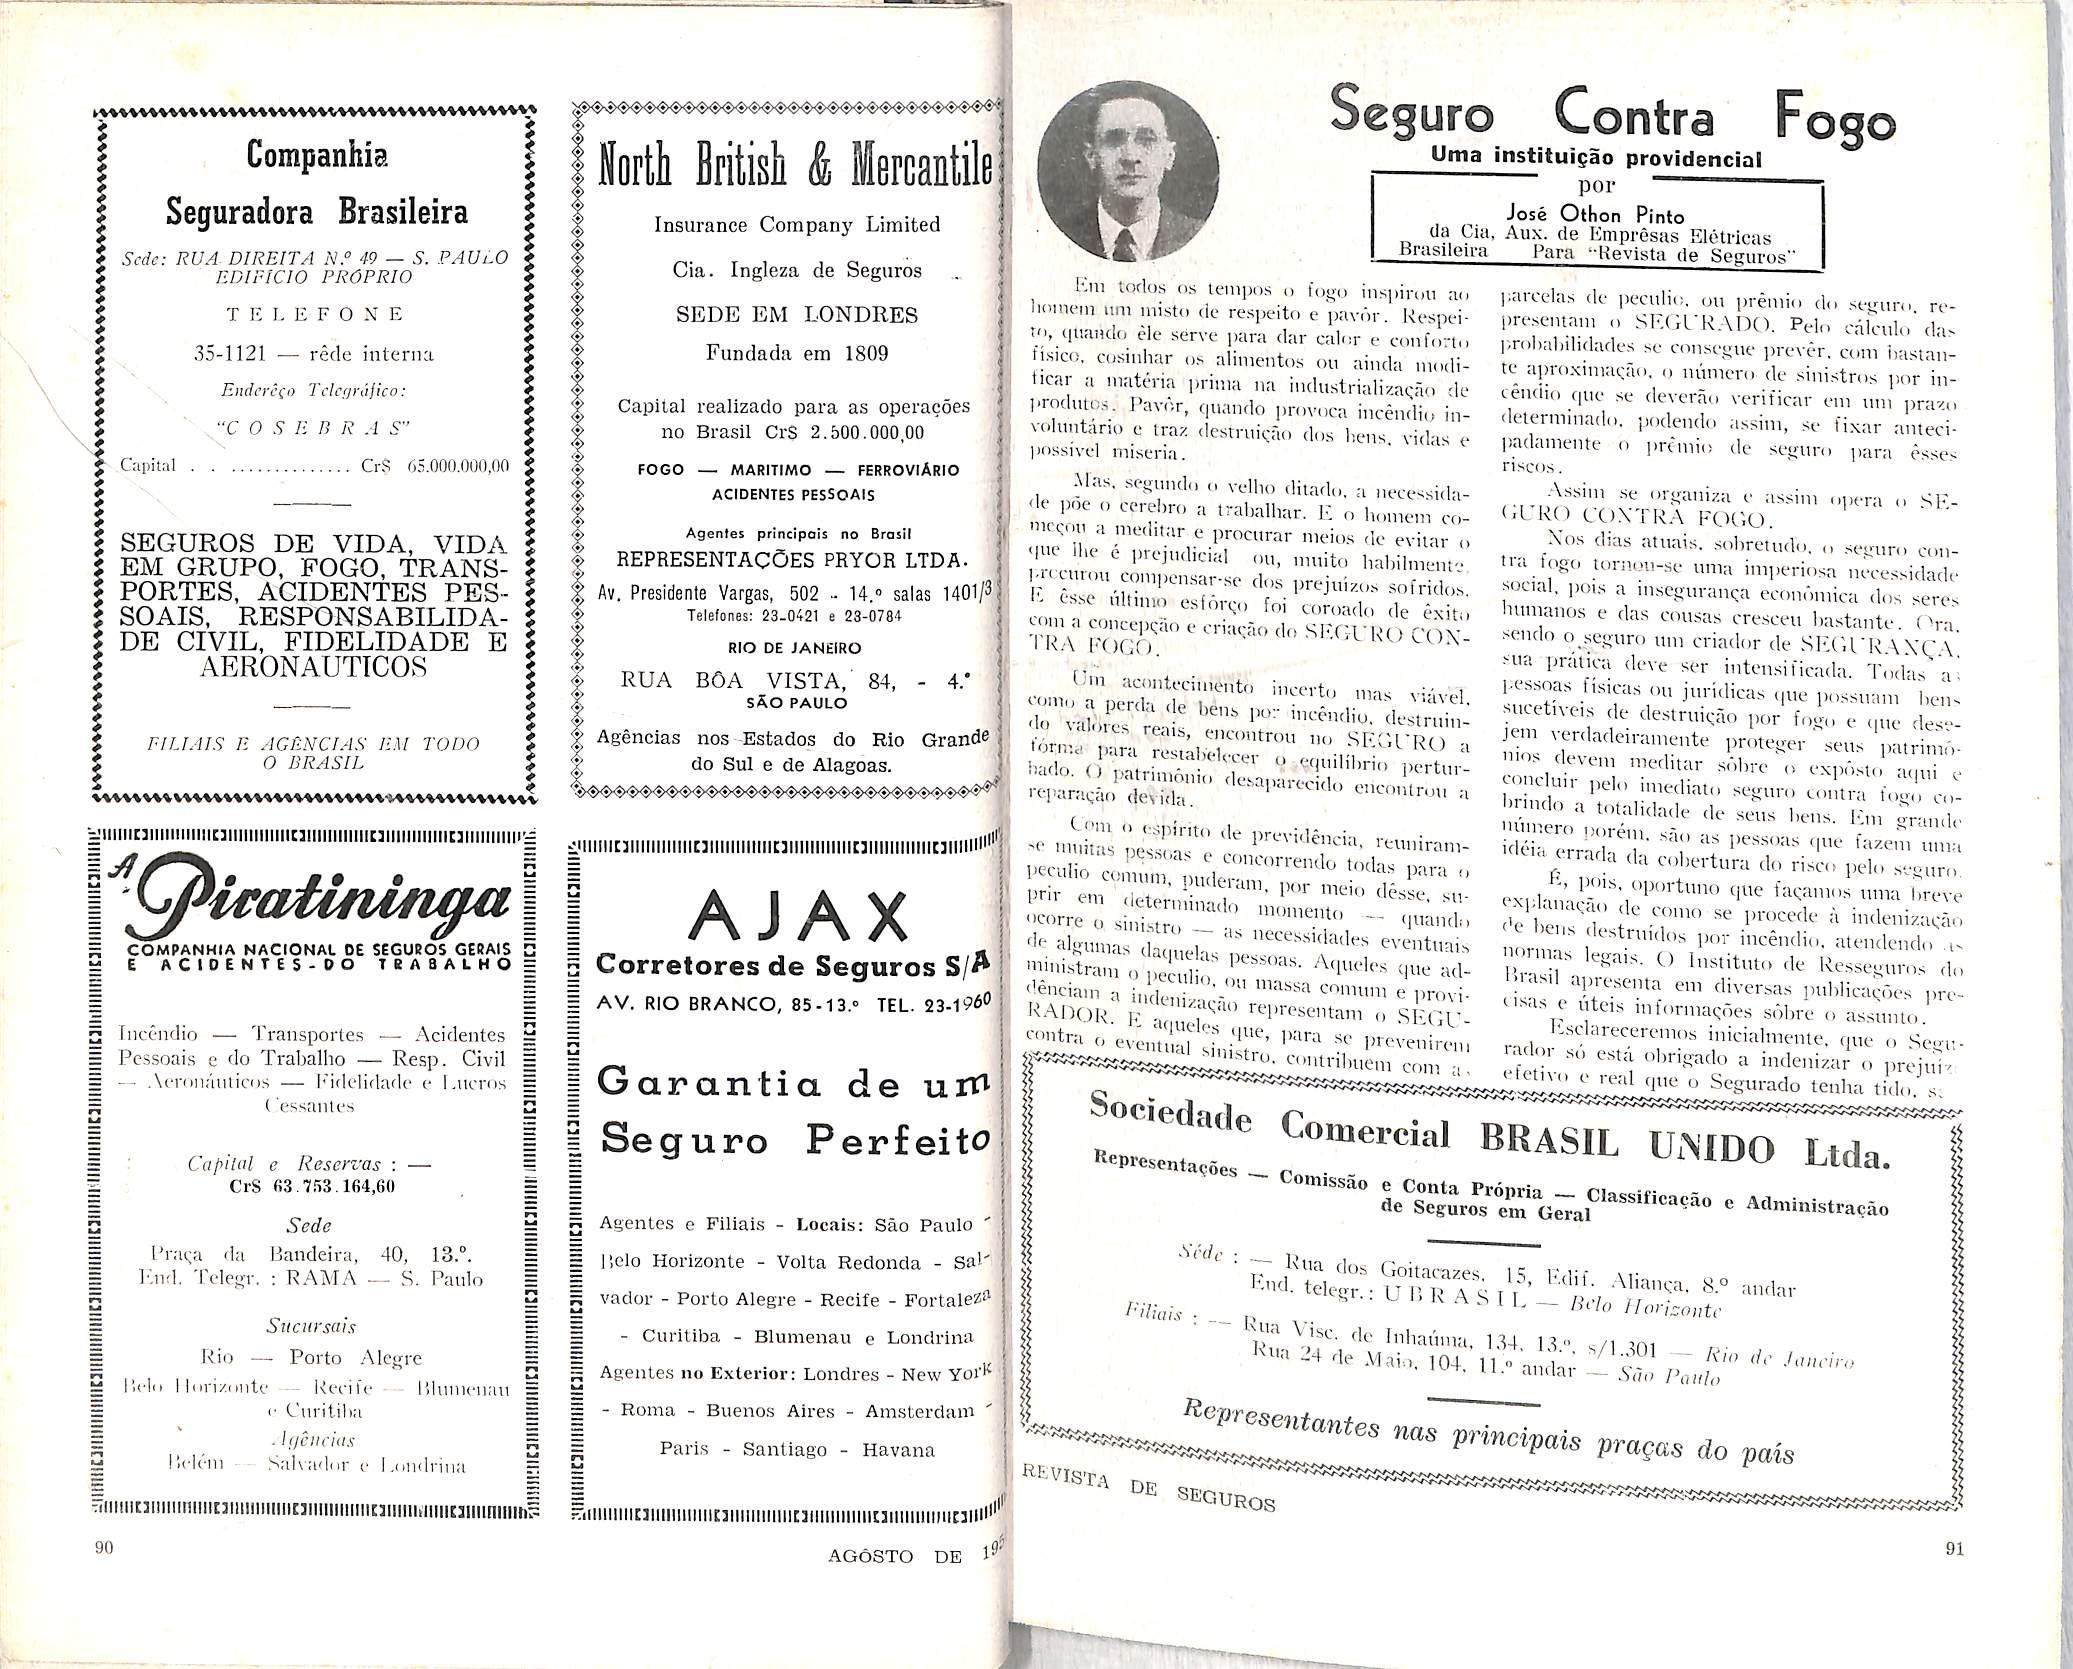 Companhia
Seguradora Brasileira
Sede: RUA DIREITA N.º 49 — S. PAULO
EDIFÍCIO PRÓPRIO
TELEFONE
35-1121 — rêde interna
Enderêço Telegráfico:
"COSEBRAS"
Capital . . .............. Cr$ 65.000.000,00
SEGUROS DE VIDA, VIDA
EM GRUPO, FOGO, TRANS-
PORTES, ACIDENTES PES-
SOAIS, RESPONSABILIDA-
DE CIVIL, FIDELIDADE E
AERONAUTICOS
FILIAIS E AGÊNCIAS EM TODO
O BRASIL
North British & Mercantile
Insurance Company Limited
Cia. Ingleza de Seguros
SEDE EM LONDRES
Fundada em 1809
Capital realizado para as operações
no Brasil Cr$ 2.500.000,00
FOGO — MARITIMO — FERROVIÁRIO
ACIDENTES PESSOAIS
Agentes principais no Brasil
REPRESENTAÇÕES PRYOR LTDA.
Av. Presidente Vargas, 502 - 14.º salas 1401/3
Telefones: 23-0421 e 23-0784
RIO DE JANEIRO
RUA BÔA VISTA, 84, - 4.º
SÃO PAULO
Agências nos Estados do Rio Grande
do Sul e de Alagoas.
A Piratininga
COMPANHIA NACIONAL DE SEGUROS GERAIS
E ACIDENTES-DO TRABALHO
Incêndio — Transportes — Acidentes
Pessoais e do Trabalho — Resp. Civil
— Aeronáuticos — Fidelidade e Lucros
Cessantes
Capital e Reservas : —
Cr$ 63.753.164,60
Sede
Praça da Bandeira, 40, 13.º.
End. Telegr. : RAMA — S. Paulo
Sucursais
Rio — Porto Alegre
Belo Horizonte — Recife — Blumenau
e Curitiba
Agências
Belém — Salvador e Londrina
AJAX
Corretores de Seguros S/A
AV. RIO BRANCO, 85-13.º TEL. 23-1960
Garantia de um
Seguro Perfeito
Agentes e Filiais - Locais: São Paulo -
Belo Horizonte - Volta Redonda - Sal-
vador - Porto Alegre - Recife - Fortaleza
- Curitiba - Blumenau e Londrina
Agentes no Exterior: Londres - New York
- Roma - Buenos Aires - Amsterdam -
Paris - Santiago - Havana
90
AGÔSTO DE 195
Seguro Contra Fogo
Uma instituição providencial
por
José Othon Pinto
da Cia, Aux. de Emprêsas Elétricas
Brasileira Para "Revista de Seguros"
Em todos os tempos o fogo inspirou ao
homem um misto de respeito e pavôr. Respei-
to, quando êle serve para dar calor e conforto
físico, cosinhar os alimentos ou ainda modi-
ficar a matéria prima na industrialização de
produtos. Pavôr, quando provoca incêndio in-
voluntário e traz destruição dos bens, vidas e
possível miseria.
Mas, segundo o velho ditado, a necessida-
de põe o cerebro a trabalhar. E o homem co-
meçou a meditar e procurar meios de evitar o
que lhe é prejudicial ou, muito habilmente,
procurou compensar-se dos prejuízos sofridos.
E êsse último esfôrço foi coroado de êxito
com a concepção e criação do SEGURO CON-
TRA FOGO.
Um acontecimento incerto mas viável,
como a perda de bens por incêndio, destruin-
do valores reais, encontrou no SEGURO a
fórma para restabelecer o equilíbrio pertur-
bado. O patrimônio desaparecido encontrou a
reparação devida.
Com o espírito de previdência, reuniram-
se muitas pessoas e concorrendo todas para o
peculio comum, puderam, por meio dêsse, su-
prir em determinado momento — quando
ocorre o sinistro — as necessidades eventuais
de algumas daquelas pessoas. Aqueles que ad-
ministram o peculio, ou massa comum e provi-
dênciam a indenização representam o SEGU-
RADOR. E aqueles que, para se prevenirem
contra o eventual sinistro, contribuem com as
parcelas de peculio, ou prêmio do seguro, re-
presentam o SEGURADO. Pelo cálculo das
probabilidades se consegue prevêr, com bastan-
te aproximação, o número de sinistros por in-
cêndio que se deverão verificar em um prazo
determinado, podendo assim, se fixar anteci-
padamente o prêmio de seguro para êsses
riscos.
Assim se organiza e assim opera o SE-
GURO CONTRA FOGO.
Nos dias atuais, sobretudo, o seguro con-
tra fogo tornou-se uma imperiosa necessidade
social, pois a insegurança econômica dos seres
humanos e das cousas cresceu bastante. Ora,
sendo o seguro um criador de SEGURANÇA,
sua prática deve ser intensificada. Todas as
pessoas físicas ou jurídicas que possuam bens
sucetíveis de destruição por fogo e que dese-
jem verdadeiramente proteger seus patrimô-
nios devem meditar sôbre o expôsto aqui e
concluir pelo imediato seguro contra fogo co-
brindo a totalidade de seus bens. Em grande
número porém, são as pessoas que fazem uma
idéia errada da cobertura do risco pelo seguro.
É, pois, oportuno que façamos uma breve
explanação de como se procede à indenização
de bens destruídos por incêndio, atendendo as
normas legais. O Instituto de Resseguros do
Brasil apresenta em diversas publicações pre-
cisas e úteis informações sôbre o assunto.
Esclareceremos inicialmente, que o Segu-
rador só está obrigado a indenizar o prejuiz
efetivo e real que o Segurado tenha tido, s
Sociedade Comercial BRASIL UNIDO Ltda.
Representações — Comissão e Conta Própria — Classificação e Administração
de Seguros em Geral
Séde : — Rua dos Goitacazes, 15, Edif. Aliança, 8.º andar
End. telegr.: UBRASIL — Belo Horizonte
Filiais : — Rua Visc. de Inhaúma, 134, 13.º, s/1.301 — Rio de Janeiro
Rua 24 de Maio, 104, 11.º andar — São Paulo
Representantes nas principais praças do país
REVISTA DE SEGUROS
91